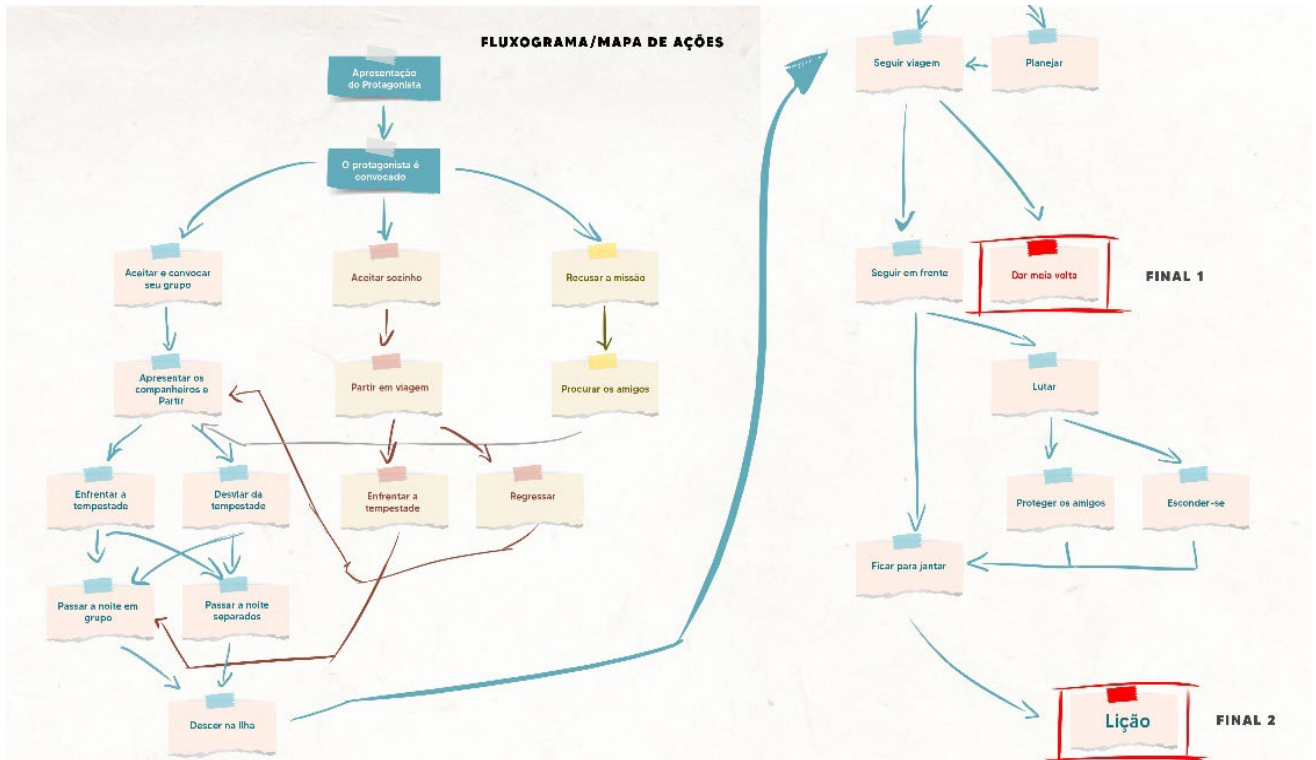 FLUXOGRAMA/MAPA DE AÇÕES
Apresentação
do Protagonista
O protagonista é
convocado
Aceitar e convocar
seu grupo
Aceitar sozinho
Recusar a missão
Apresentar os
companheiros e
Partir
Partir em viagem
Procurar os amigos
Enfrentar a
tempestade
Desviar da
tempestade
Enfrentar a
tempestade
Regressar
Passar a noite em
grupo
Passar a noite
separados
Descer na Ilha
Seguir viagem
Planejar
Seguir em frente
Dar meia volta
FINAL 1
Lutar
Proteger os amigos
Esconder-se
Ficar para jantar
Lição
FINAL 2